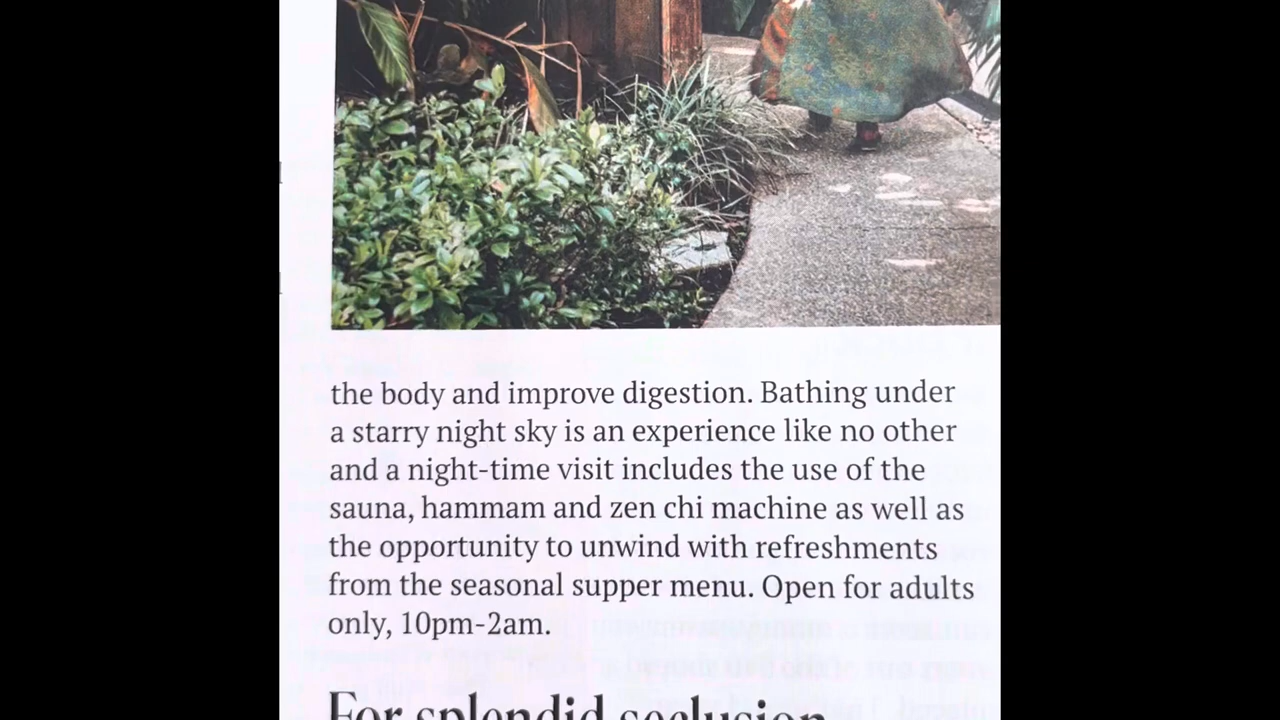 the body and improve digestion. Bathing under
a starry night sky is an experience like no other
and a night-time visit includes the use of the
sauna, hammam and zen chi machine as well as
the opportunity to unwind with refreshments
from the seasonal supper menu. Open for adults
only, 10pm-2am.
For splendid seclusion